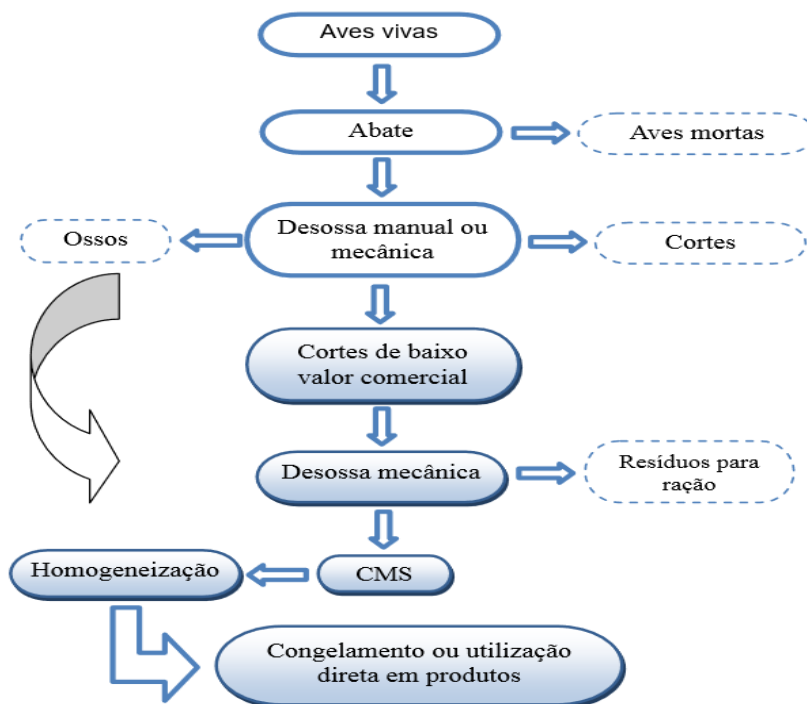 Aves vivas
Abate
Aves mortas
Desossa manual ou
mecânica
Ossos
Cortes
Cortes de baixo
valor comercial
Desossa mecânica
Resíduos para
ração
CMS
Homogeneização
Congelamento ou utilização
direta em produtos